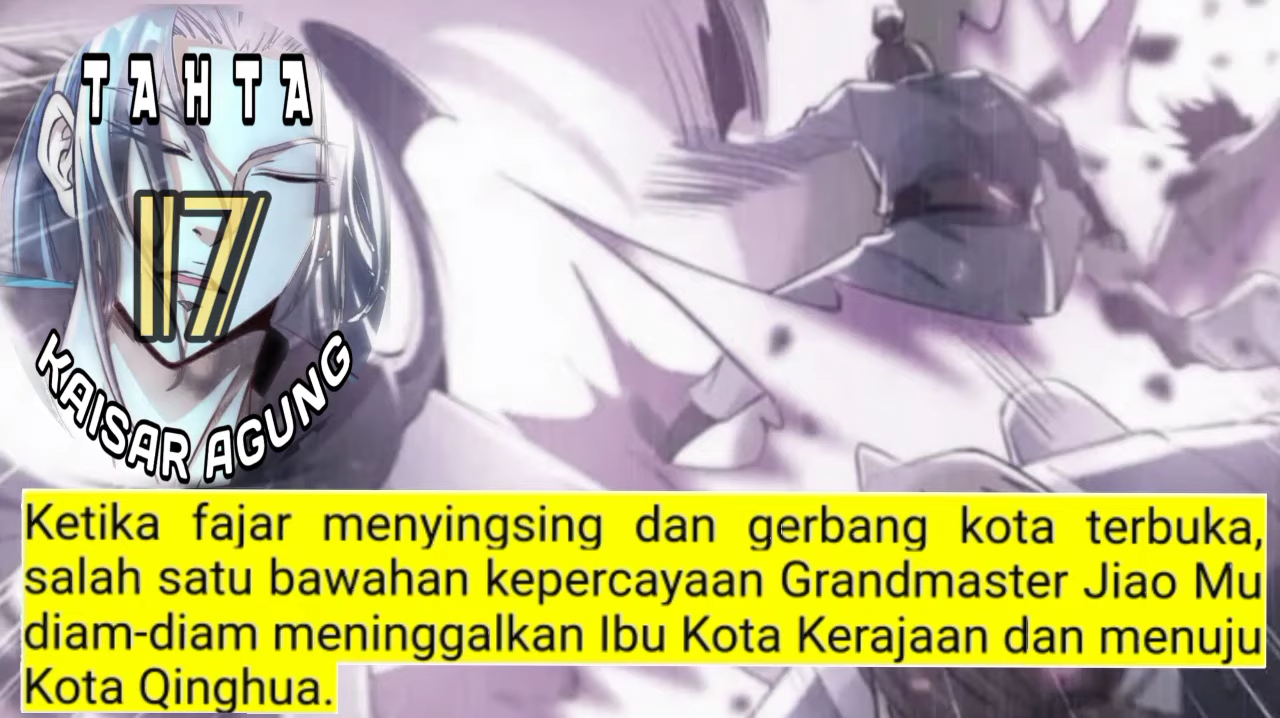 TAHTA
17
KAISAR AGUNG
Ketika fajar menyingsing dan gerbang kota terbuka,
salah satu bawahan kepercayaan Grandmaster Jiao Mu
diam-diam meninggalkan Ibu Kota Kerajaan dan menuju
Kota Qinghua.